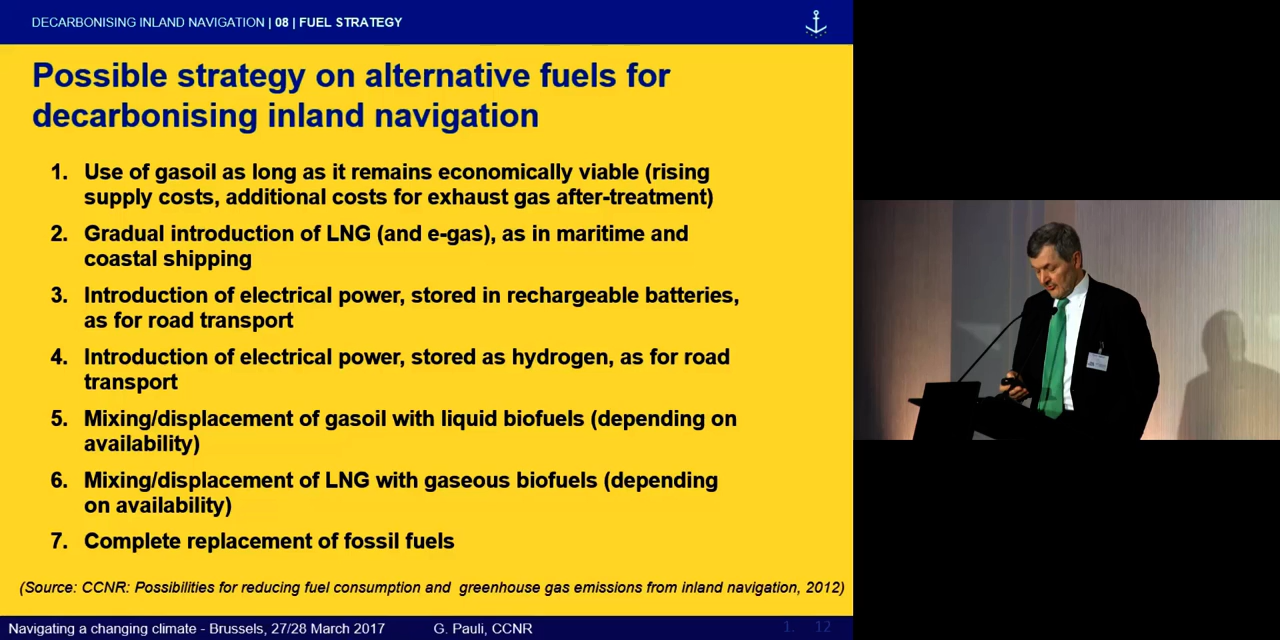 DECARBONISING INLAND NAVIGATION | 08 | FUEL STRATEGY
Possible strategy on alternative fuels for
decarbonising inland navigation
1. Use of gasoil as long as it remains economically viable (rising
supply costs, additional costs for exhaust gas after-treatment)
2. Gradual introduction of LNG (and e-gas), as in maritime and
coastal shipping
3. Introduction of electrical power, stored in rechargeable batteries,
as for road transport
4. Introduction of electrical power, stored as hydrogen, as for road
transport
5. Mixing/displacement of gasoil with liquid biofuels (depending on
availability)
6. Mixing/displacement of LNG with gaseous biofuels (depending
on availability)
7. Complete replacement of fossil fuels
(Source: CCNR: Possibilities for reducing fuel consumption and greenhouse gas emissions from inland navigation, 2012)
Navigating a changing climate - Brussels, 27/28 March 2017 G. Pauli, CCNR 1. 12